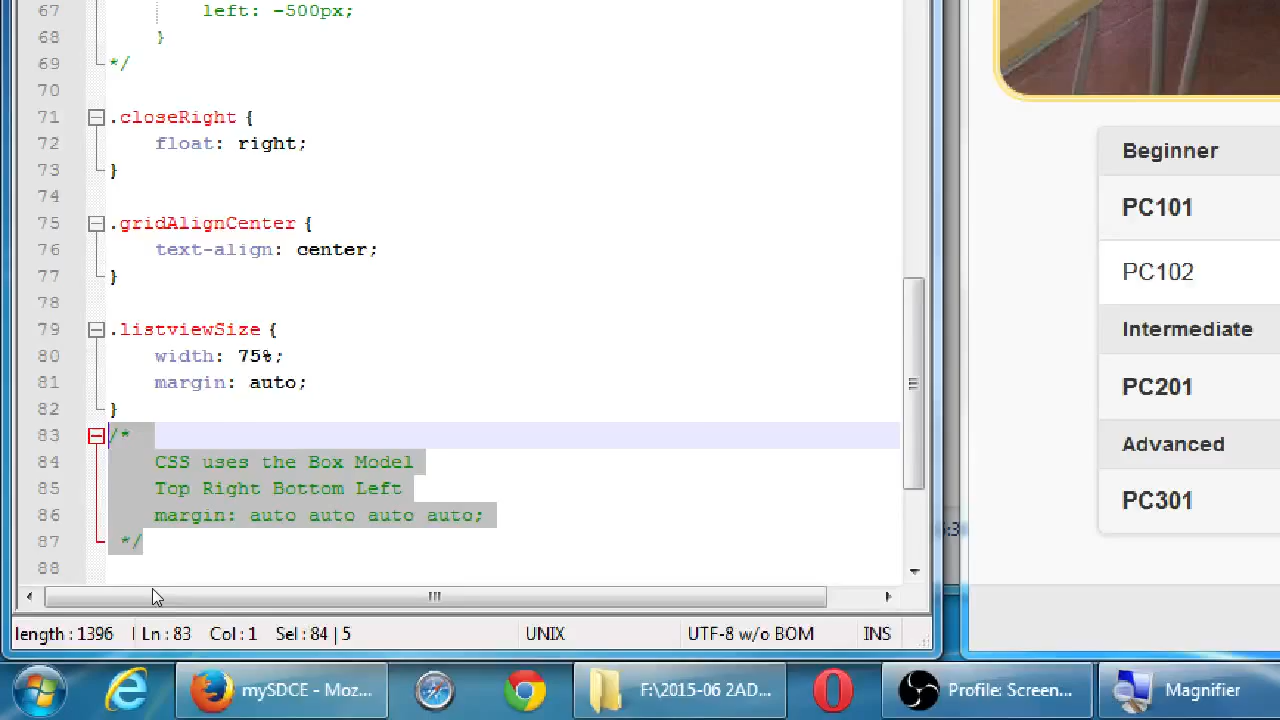 67 left: -500px;
68 }
69 */
70
71 .closeRight {
72 float: right;
73 }
74
75 .gridAlignCenter {
76 text-align: center;
77 }
78
79 .listviewSize {
80 width: 75%;
81 margin: auto;
82 }
83 /*
84 CSS uses the Box Model
85 Top Right Bottom Left
86 margin: auto auto auto auto;
87 */
88
length : 1396 Ln : 83 Col : 1 Sel : 84 | 5 UNIX UTF-8 w/o BOM INS
Beginner
PC101
PC102
Intermediate
PC201
Advanced
PC301
mySDCE - Moz... F:\2015-06 2AD... Profile: Screen... Magnifier